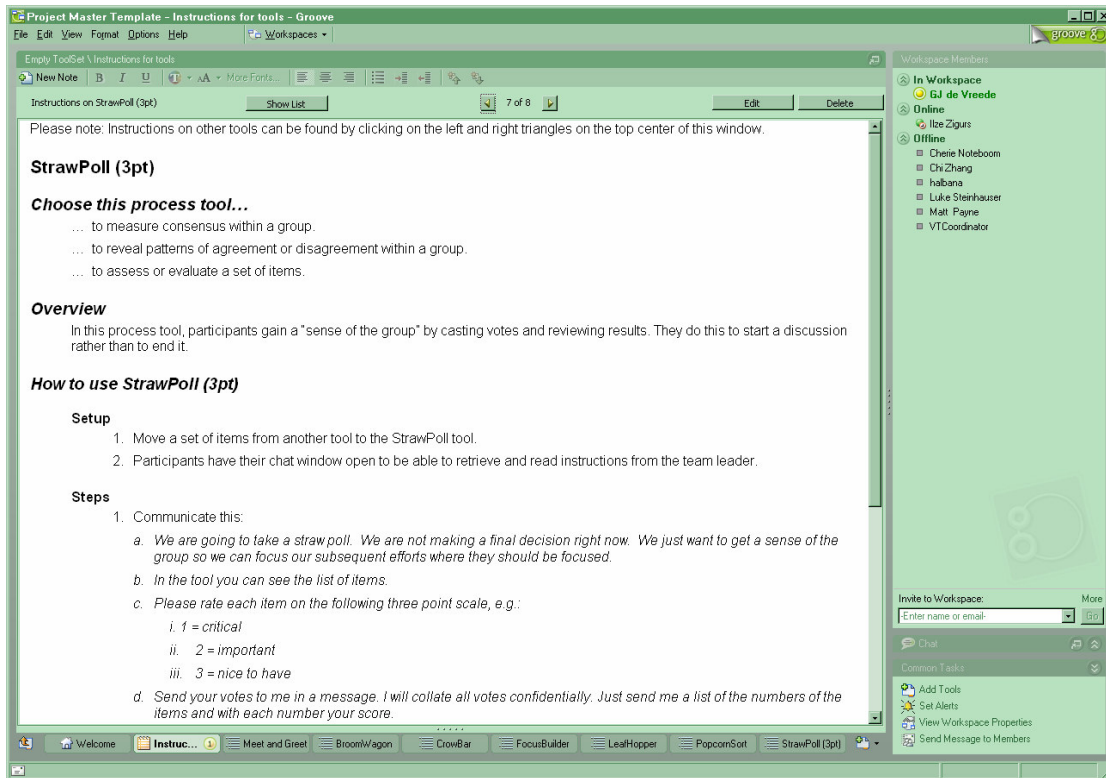 Project Master Template - Instructions for tools - Groove
File Edit View Format Options Help Workspaces
groove
Empty ToolSet \ Instructions for tools
New Note B I U AA More Fonts...
Instructions on StrawPoll (3pt) Show List 7 of 8 Edit Delete
Please note: Instructions on other tools can be found by clicking on the left and right triangles on the top center of this window.
StrawPoll (3pt)
Choose this process tool…
… to measure consensus within a group.
… to reveal patterns of agreement or disagreement within a group.
… to assess or evaluate a set of items.
Overview
In this process tool, participants gain a "sense of the group" by casting votes and reviewing results. They do this to start a discussion
rather than to end it.
How to use StrawPoll (3pt)
Setup
1. Move a set of items from another tool to the StrawPoll tool.
2. Participants have their chat window open to be able to retrieve and read instructions from the team leader.
Steps
1. Communicate this:
a. We are going to take a straw poll. We are not making a final decision right now. We just want to get a sense of the
group so we can focus our subsequent efforts where they should be focused.
b. In the tool you can see the list of items.
c. Please rate each item on the following three point scale, e.g.:
i. 1 = critical
ii. 2 = important
iii. 3 = nice to have
d. Send your votes to me in a message. I will collate all votes confidentially. Just send me a list of the numbers of the
items and with each number your score.
Workspace Members
In Workspace
GJ de Vreede
Online
Ilze Zigurs
Offline
Cherie Noteboom
Chi Zhang
halbana
Luke Steinhauser
Matt Payne
VTCoordinator
Invite to Workspace: More
-Enter name or email- Go
Chat
Common Tasks
Add Tools
Set Alerts
View Workspace Properties
Send Message to Members
Welcome Instruc... 1 Meet and Greet BroomWagon CrowBar FocusBuilder LeafHopper PopcornSort StrawPoll (3pt)